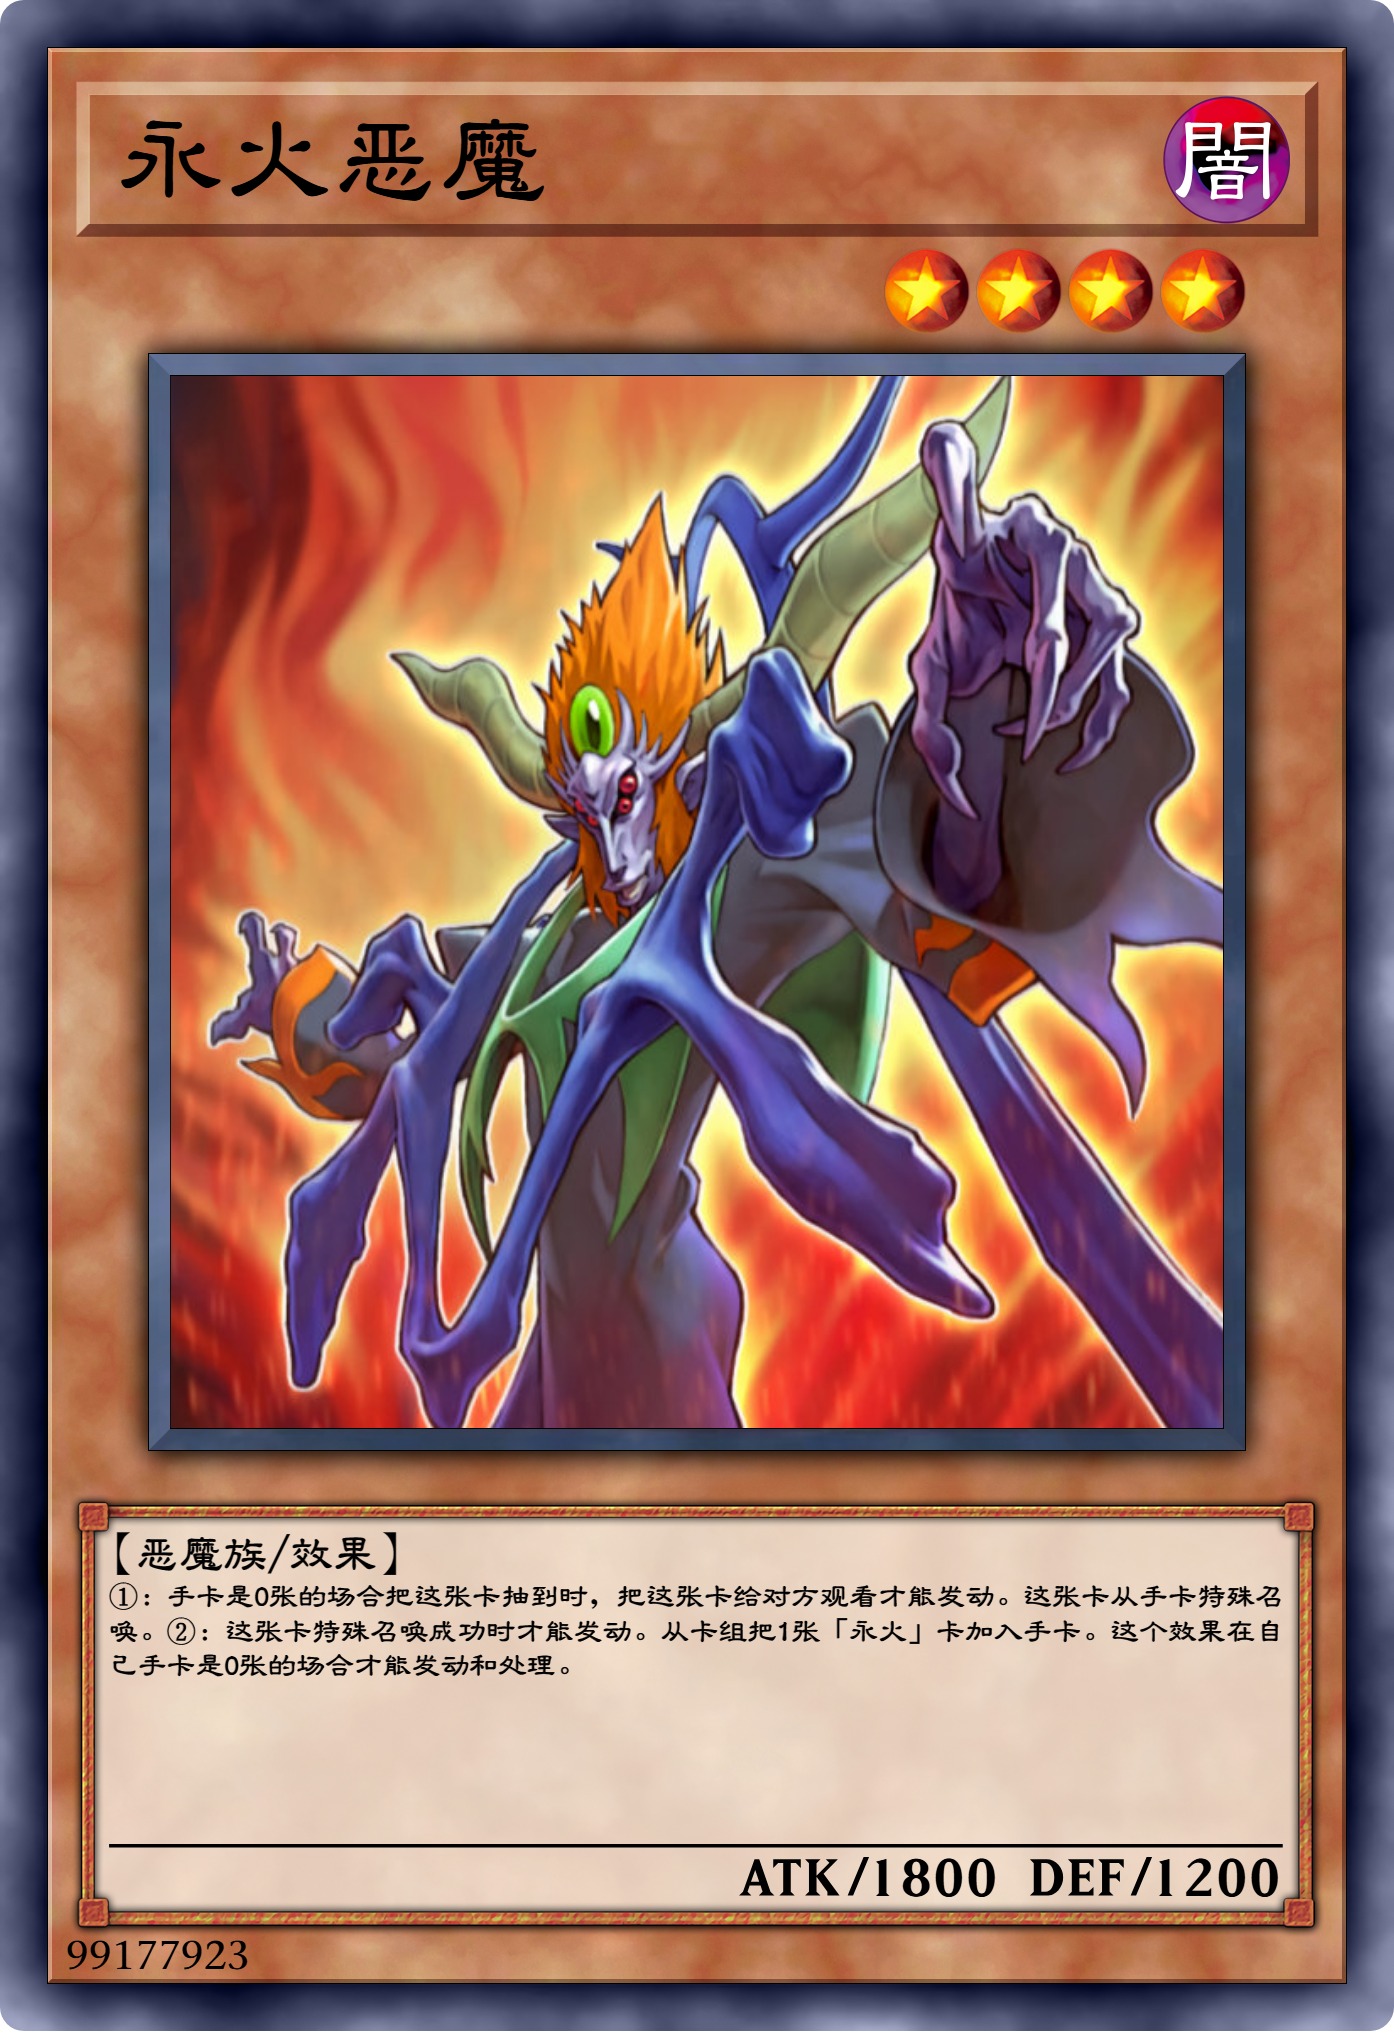 永火恶魔
闇
【恶魔族/效果】
①：手卡是0张的场合把这张卡抽到时，把这张卡给对方观看才能发动。这张卡从手卡特殊召
唤。②：这张卡特殊召唤成功时才能发动。从卡组把1张「永火」卡加入手卡。这个效果在自
己手卡是0张的场合才能发动和处理。
ATK/1800 DEF/1200
99177923